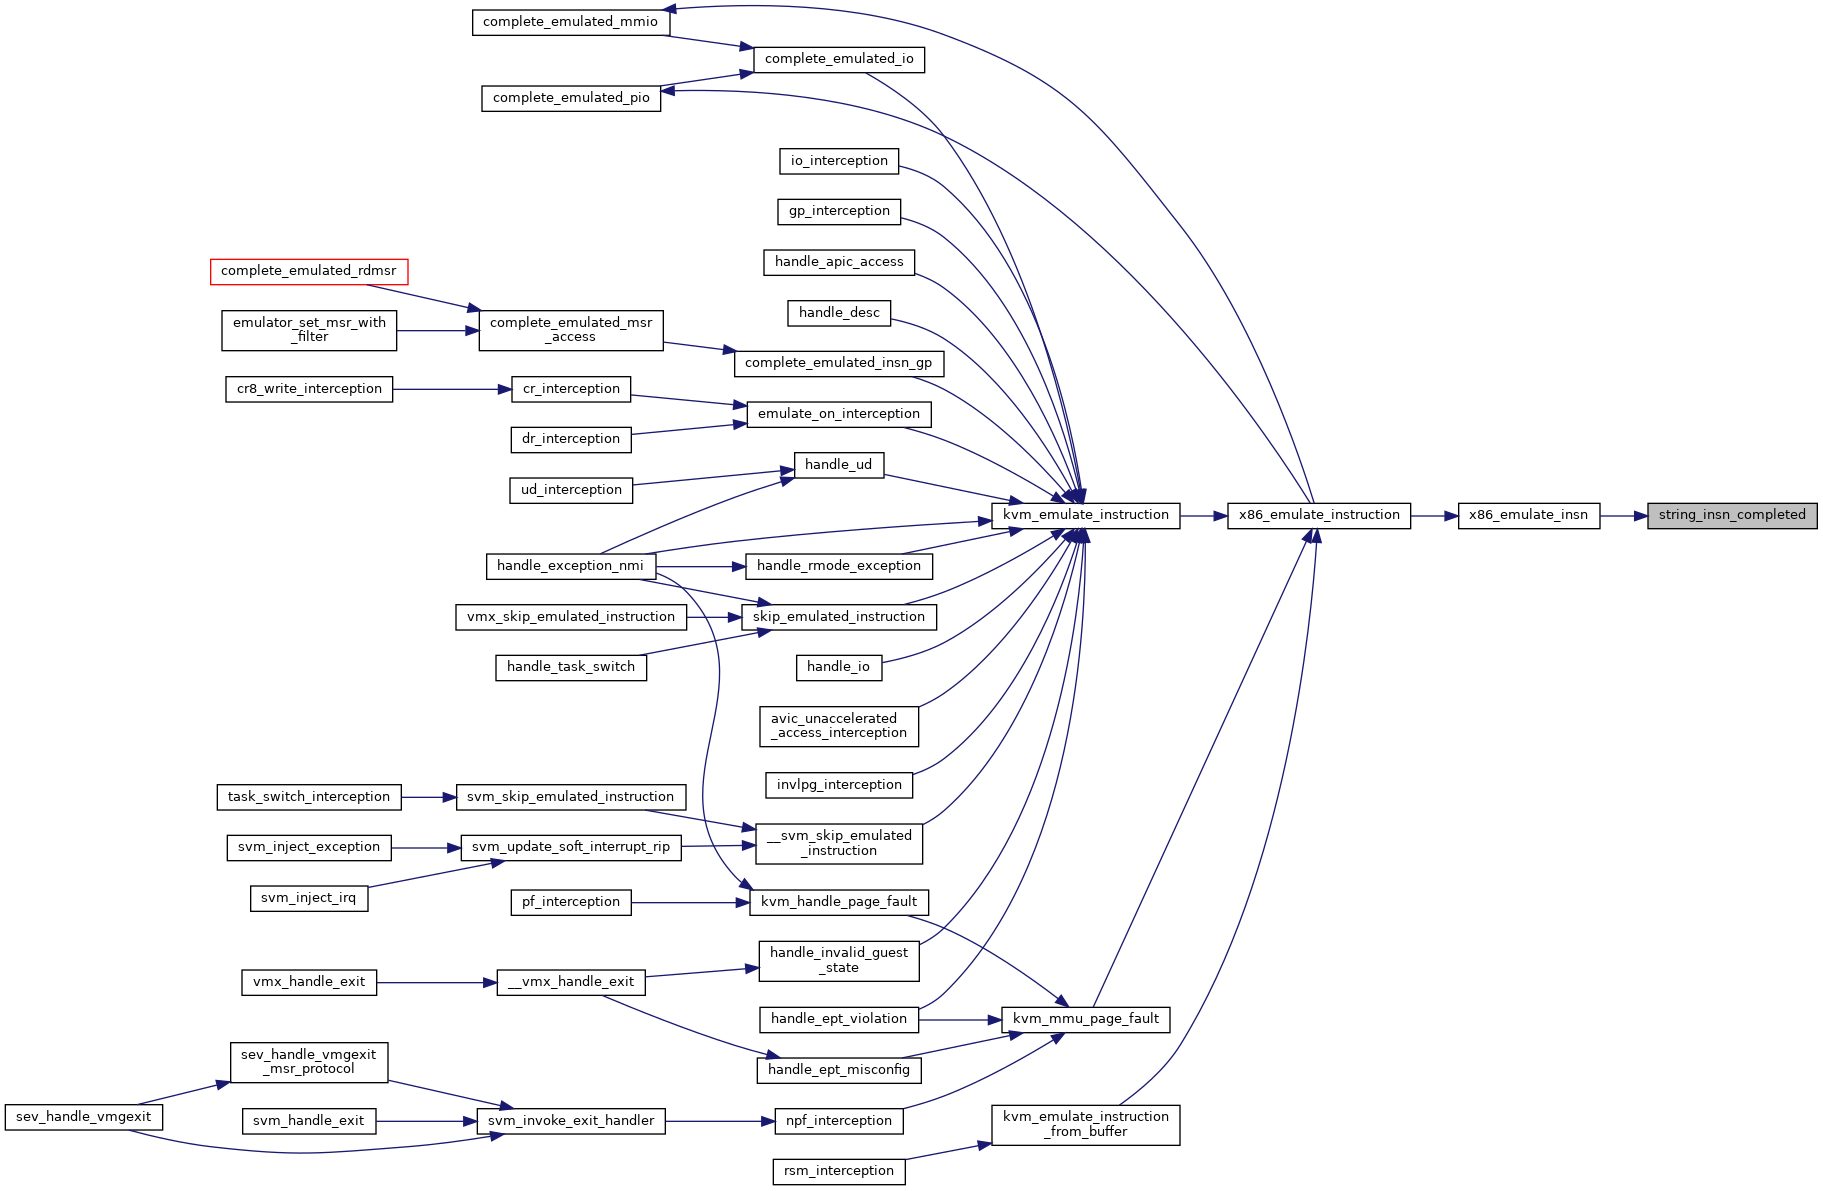 complete_emulated_mmio
complete_emulated_io
complete_emulated_pio
io_interception
gp_interception
handle_apic_access
complete_emulated_rdmsr
handle_desc
emulator_set_msr_with
_filter
complete_emulated_msr
_access
complete_emulated_insn_gp
cr8_write_interception
cr_interception
emulate_on_interception
dr_interception
handle_ud
ud_interception
kvm_emulate_instruction
x86_emulate_instruction
x86_emulate_insn
string_insn_completed
handle_exception_nmi
handle_rmode_exception
vmx_skip_emulated_instruction
skip_emulated_instruction
handle_task_switch
handle_io
avic_unaccelerated
_access_interception
invlpg_interception
task_switch_interception
svm_skip_emulated_instruction
__svm_skip_emulated
_instruction
svm_inject_exception
svm_update_soft_interrupt_rip
svm_inject_irq
pf_interception
kvm_handle_page_fault
handle_invalid_guest
_state
vmx_handle_exit
__vmx_handle_exit
handle_ept_violation
kvm_mmu_page_fault
sev_handle_vmgexit
_msr_protocol
handle_ept_misconfig
sev_handle_vmgexit
svm_handle_exit
svm_invoke_exit_handler
npf_interception
kvm_emulate_instruction
_from_buffer
rsm_interception